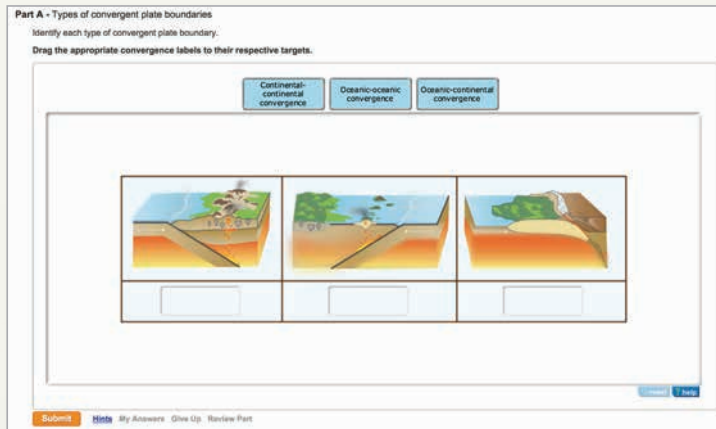 Part A - Types of convergent plate boundaries
Identify each type of convergent plate boundary.
Drag the appropriate convergence labels to their respective targets.
Continental-
continental
convergence
Oceanic-oceanic
convergence
Oceanic-continental
convergence
reset
? help
Submit
Hints My Answers Give Up Review Part